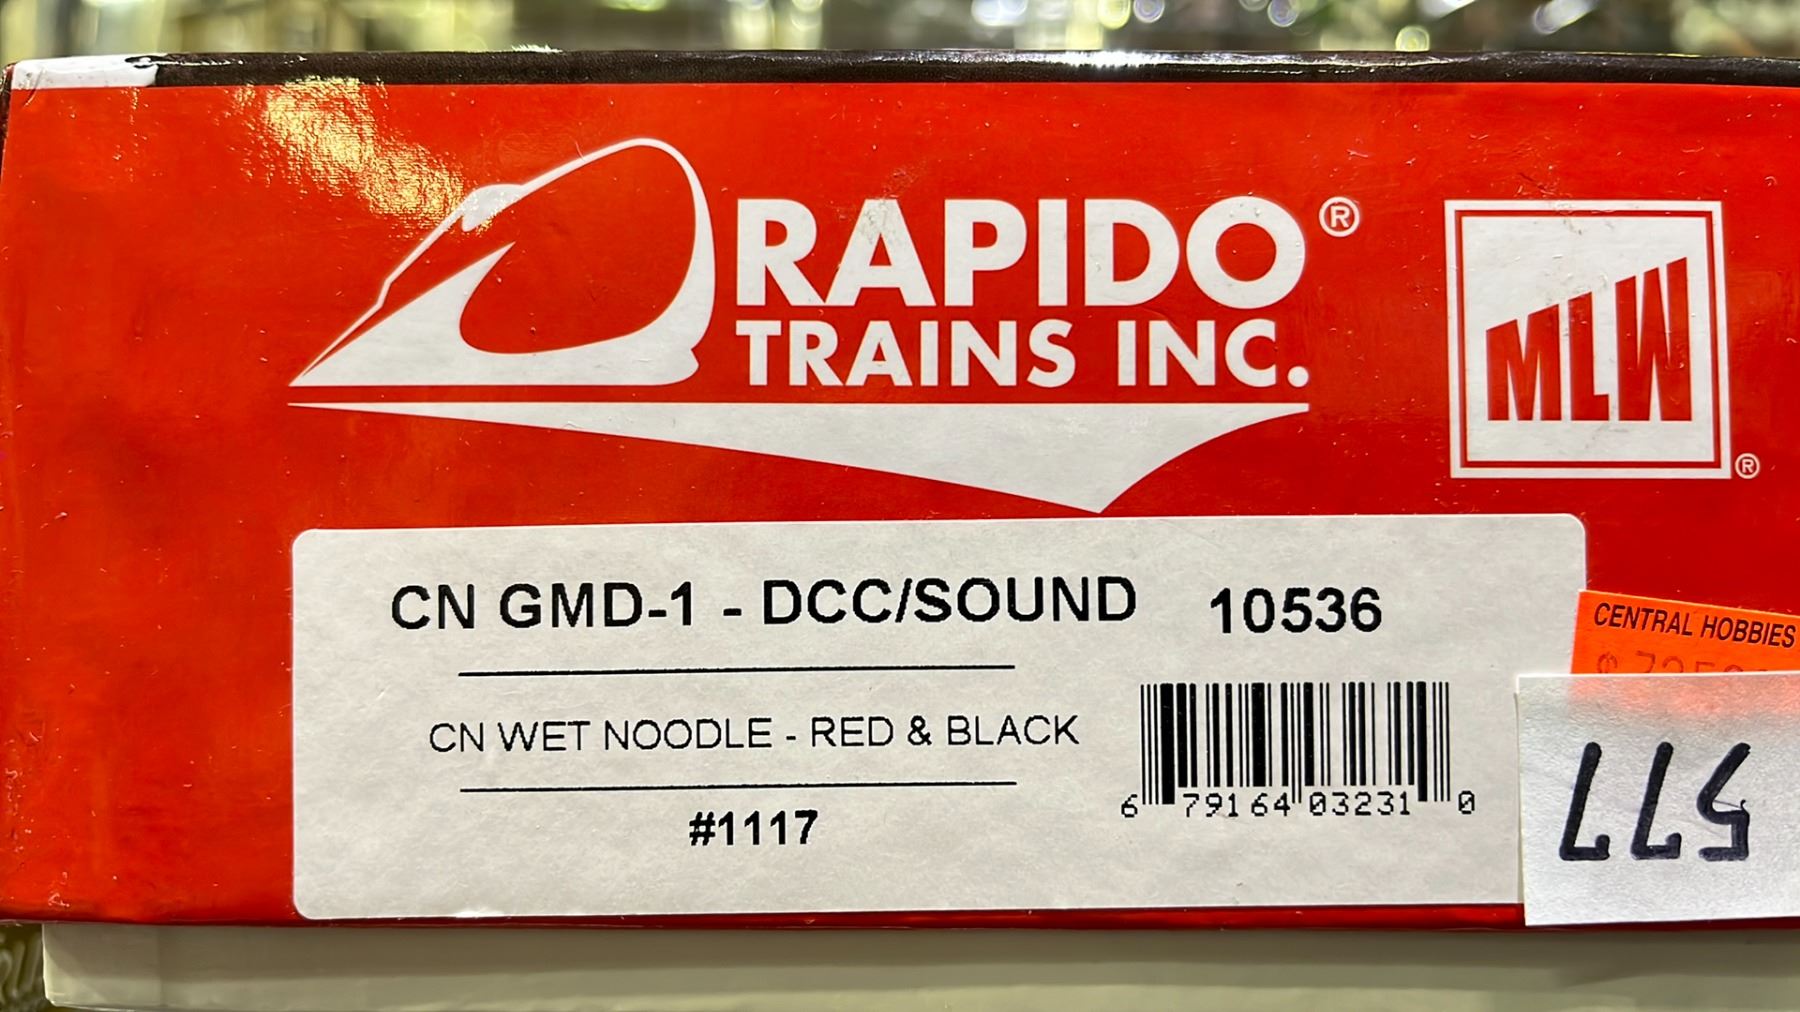 RAPIDO®
TRAINS INC.
MLW®
CN GMD-1 - DCC/SOUND 10536
CN WET NOODLE - RED & BLACK
#1117
6 79164 03231 0
CENTRAL HOBBIES
577